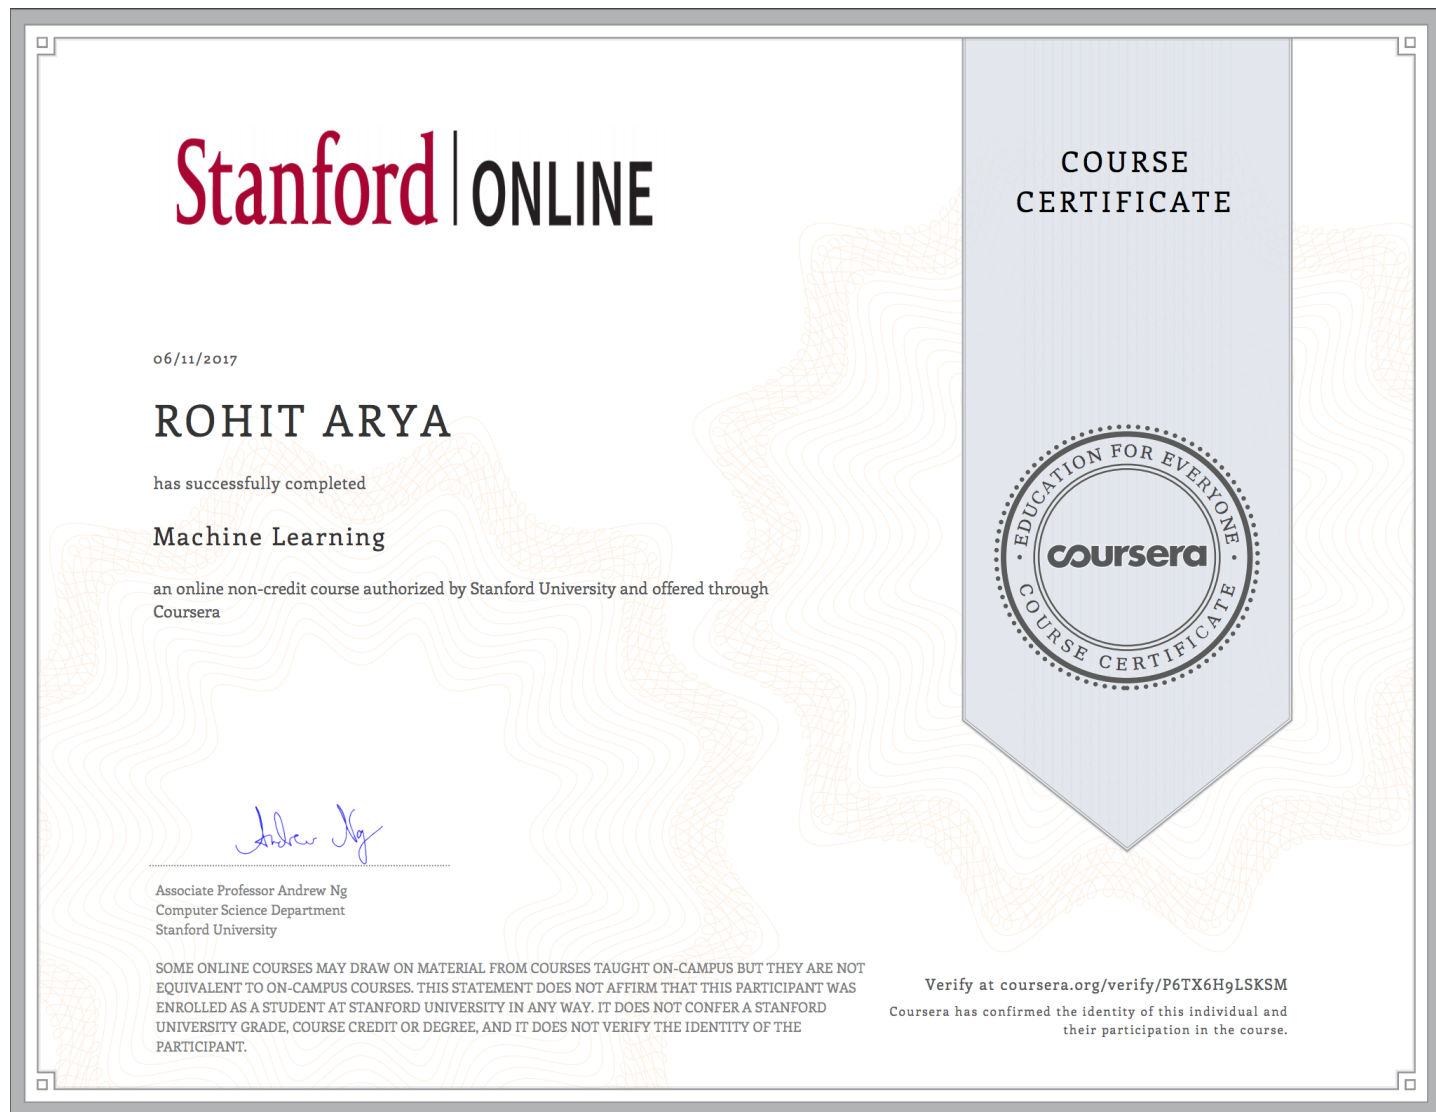 Stanford | ONLINE
COURSE
CERTIFICATE
06/11/2017
ROHIT ARYA
has successfully completed
Machine Learning
an online non-credit course authorized by Stanford University and offered through
Coursera
EDUCATION FOR EVERYONE
coursera
COURSE CERTIFICATE
Andrew Ng
Associate Professor Andrew Ng
Computer Science Department
Stanford University
SOME ONLINE COURSES MAY DRAW ON MATERIAL FROM COURSES TAUGHT ON-CAMPUS BUT THEY ARE NOT
EQUIVALENT TO ON-CAMPUS COURSES. THIS STATEMENT DOES NOT AFFIRM THAT THIS PARTICIPANT WAS
ENROLLED AS A STUDENT AT STANFORD UNIVERSITY IN ANY WAY. IT DOES NOT CONFER A STANFORD
UNIVERSITY GRADE, COURSE CREDIT OR DEGREE, AND IT DOES NOT VERIFY THE IDENTITY OF THE
PARTICIPANT.
Verify at coursera.org/verify/P6TX6H9LSKSM
Coursera has confirmed the identity of this individual and
their participation in the course.